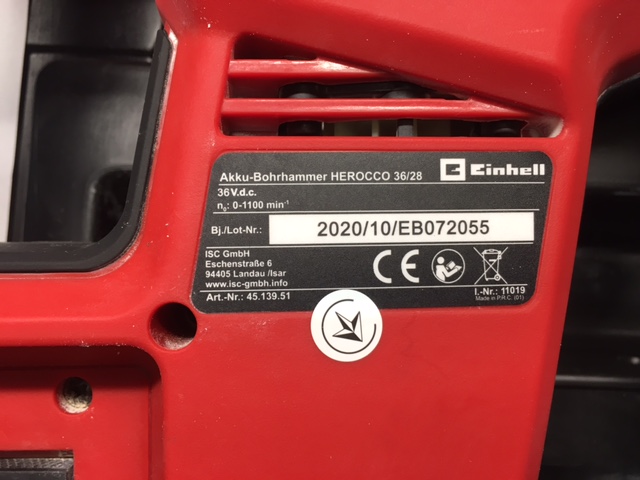 Akku-Bohrhammer HEROCCO 36/28
Einhell
36V.d.c.
n₀: 0-1100 min⁻¹
Bj./Lot-Nr.: 2020/10/EB072055
ISC GmbH
Eschenstraße 6
94405 Landau /Isar
www.isc-gmbh.info
Art.-Nr.: 45.139.51
CE
I.-Nr.: 11019
Made in P.R.C. (01)